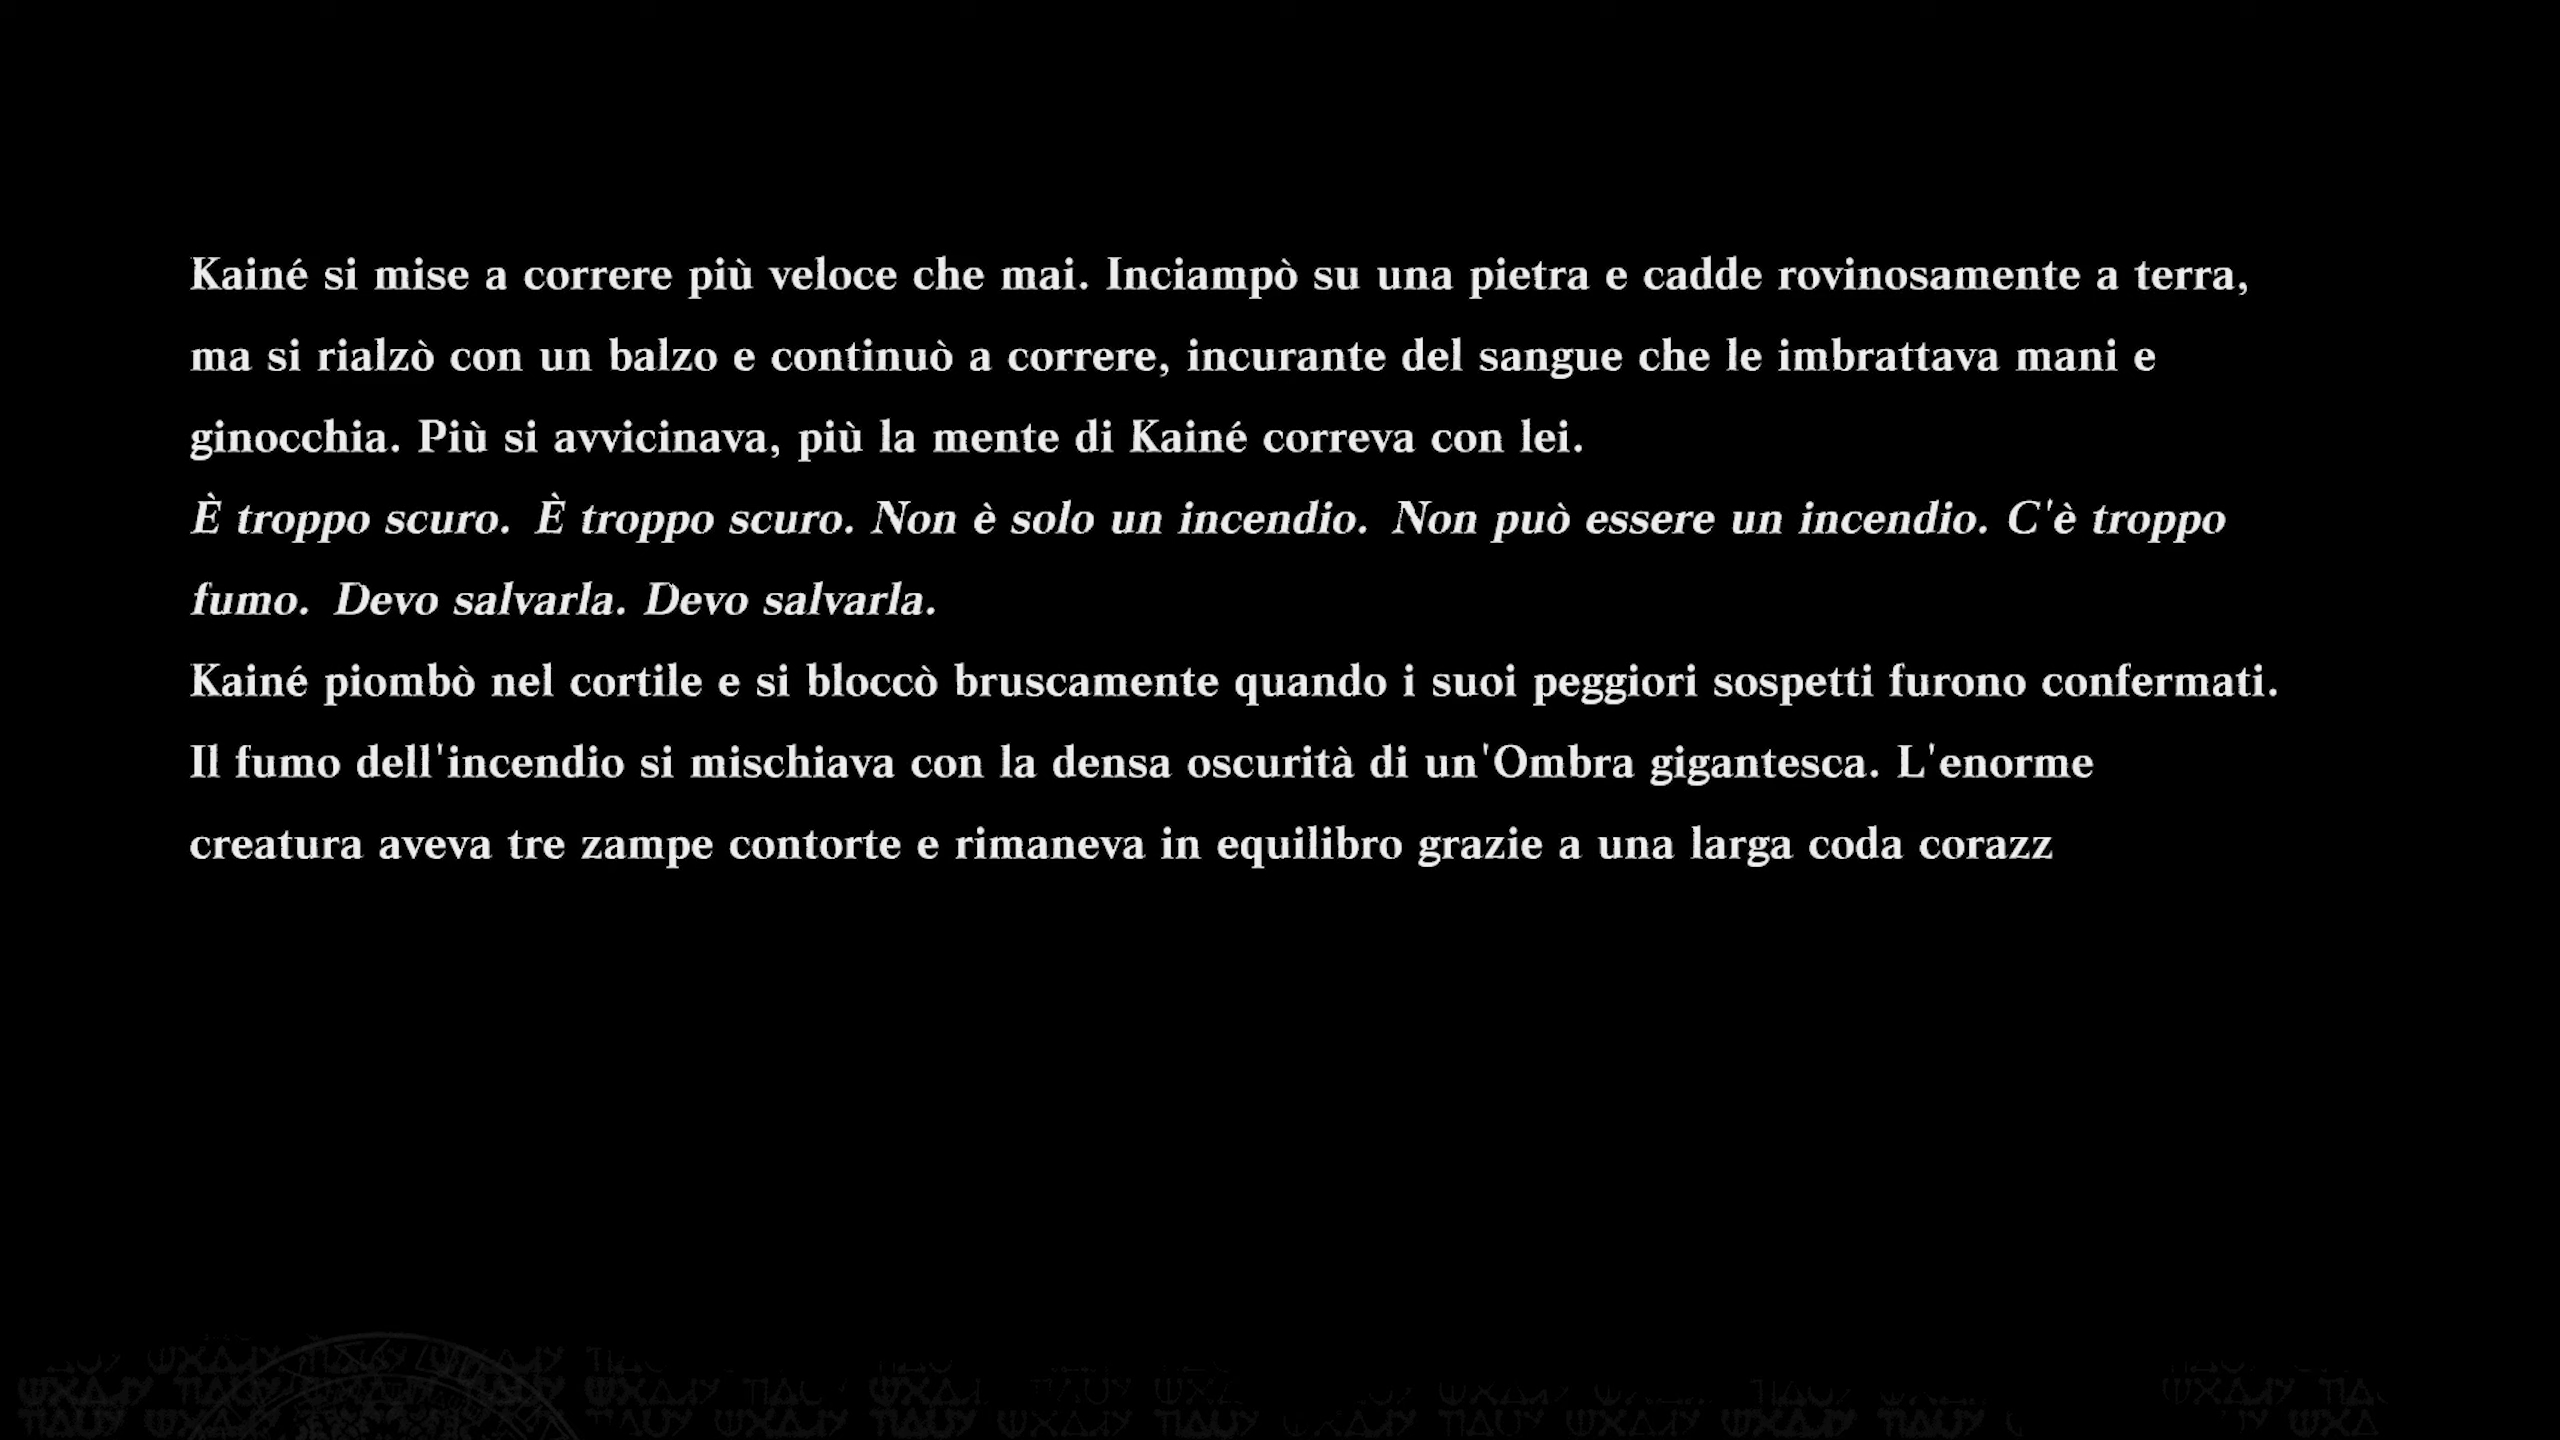 Kainé si mise a correre più veloce che mai. Inciampò su una pietra e cadde rovinosamente a terra,
ma si rialzò con un balzo e continuò a correre, incurante del sangue che le imbrattava mani e
ginocchia. Più si avvicinava, più la mente di Kainé correva con lei.
È troppo scuro. È troppo scuro. Non è solo un incendio. Non può essere un incendio. C'è troppo
fumo. Devo salvarla. Devo salvarla.
Kainé piombò nel cortile e si bloccò bruscamente quando i suoi peggiori sospetti furono confermati.
Il fumo dell'incendio si mischiava con la densa oscurità di un'Ombra gigantesca. L'enorme
creatura aveva tre zampe contorte e rimaneva in equilibro grazie a una larga coda corazz